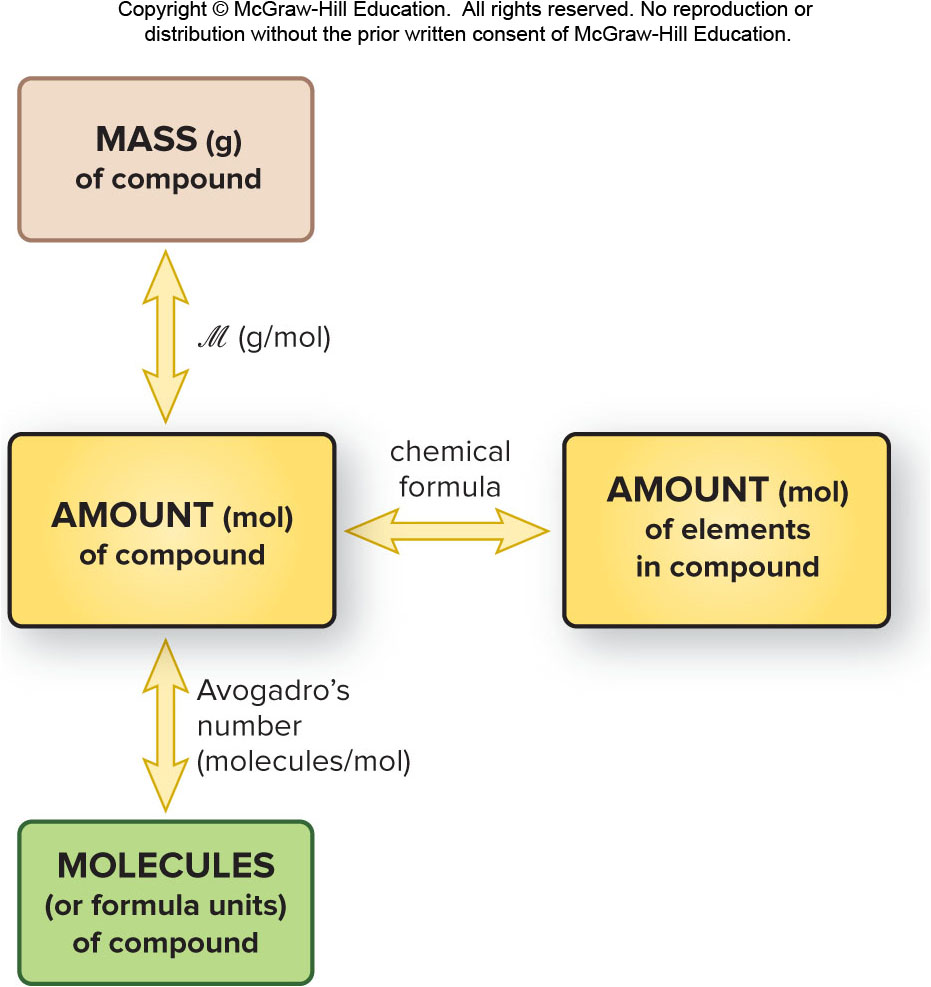 Copyright © McGraw-Hill Education.  All rights reserved. No reproduction or
distribution without the prior written consent of McGraw-Hill Education.
MASS (g)
of compound
ℳ (g/mol)
AMOUNT (mol)
of compound
chemical
formula
AMOUNT (mol)
of elements
in compound
Avogadro’s
number
(molecules/mol)
MOLECULES
(or formula units)
of compound